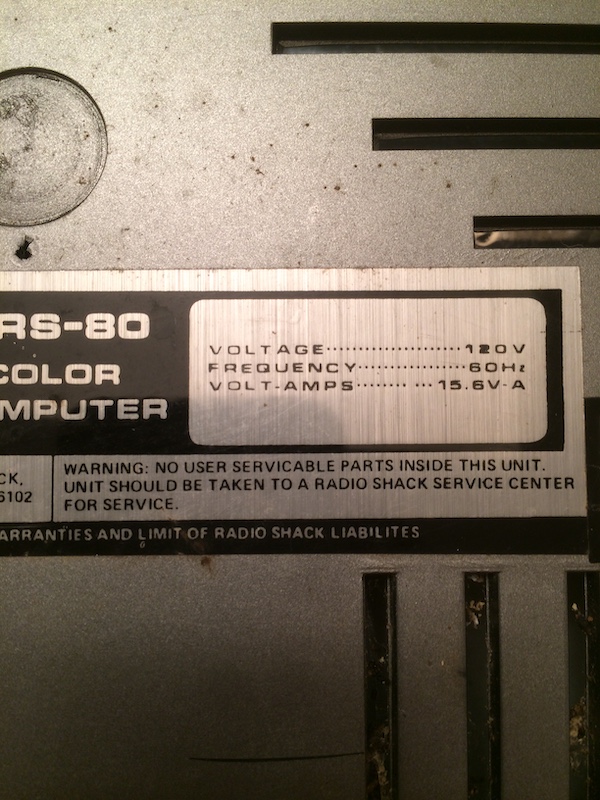 RS-80
COLOR
MPUTER
VOLTAGE····················120V
FREQUENCY················60Hz
VOLT-AMPS······· ···15.6V-A
CK,
6102
WARNING: NO USER SERVICABLE PARTS INSIDE THIS UNIT.
UNIT SHOULD BE TAKEN TO A RADIO SHACK SERVICE CENTER
FOR SERVICE.
ARRANTIES AND LIMIT OF RADIO SHACK LIABILITES
G